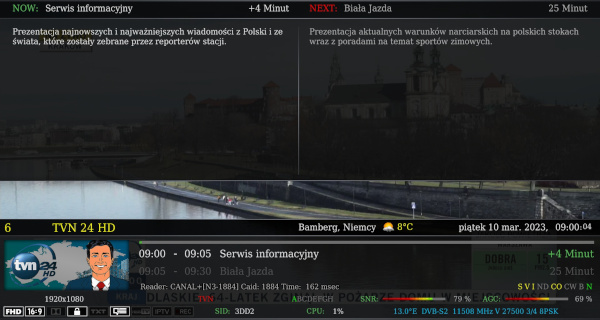 NOW: Serwis informacyjny +4 Minut NEXT: Biała Jazda 25 Minut
Prezentacja najnowszych i najważniejszych wiadomości z Polski i ze
świata, które zostały zebrane przez reporterów stacji.
Prezentacja aktualnych warunków narciarskich na polskich stokach
wraz z poradami na temat sportów zimowych.
6 TVN 24 HD Bamberg, Niemcy 8°C piątek 10 mar. 2023, 09:00:04
tvn 24 HD
09:00 - 09:05 Serwis informacyjny +4 Minut
DOBRA 15
09:05 - 09:30 Biała Jazda 25 Minut
Reader: CANAL+[N3-1884] Caid: 1884 Time: 162 msec S V I ND CO CW B N
KRAJ
1920x1080 TVN ABCDEFGH SNR: 79 % AGC: 69 %
FHD 16:9 TXT IPTV REC SID: 3DD2 CPU: 1% 13.0°E DVB-S2 11508 MHz V 27500 3/4 8PSK